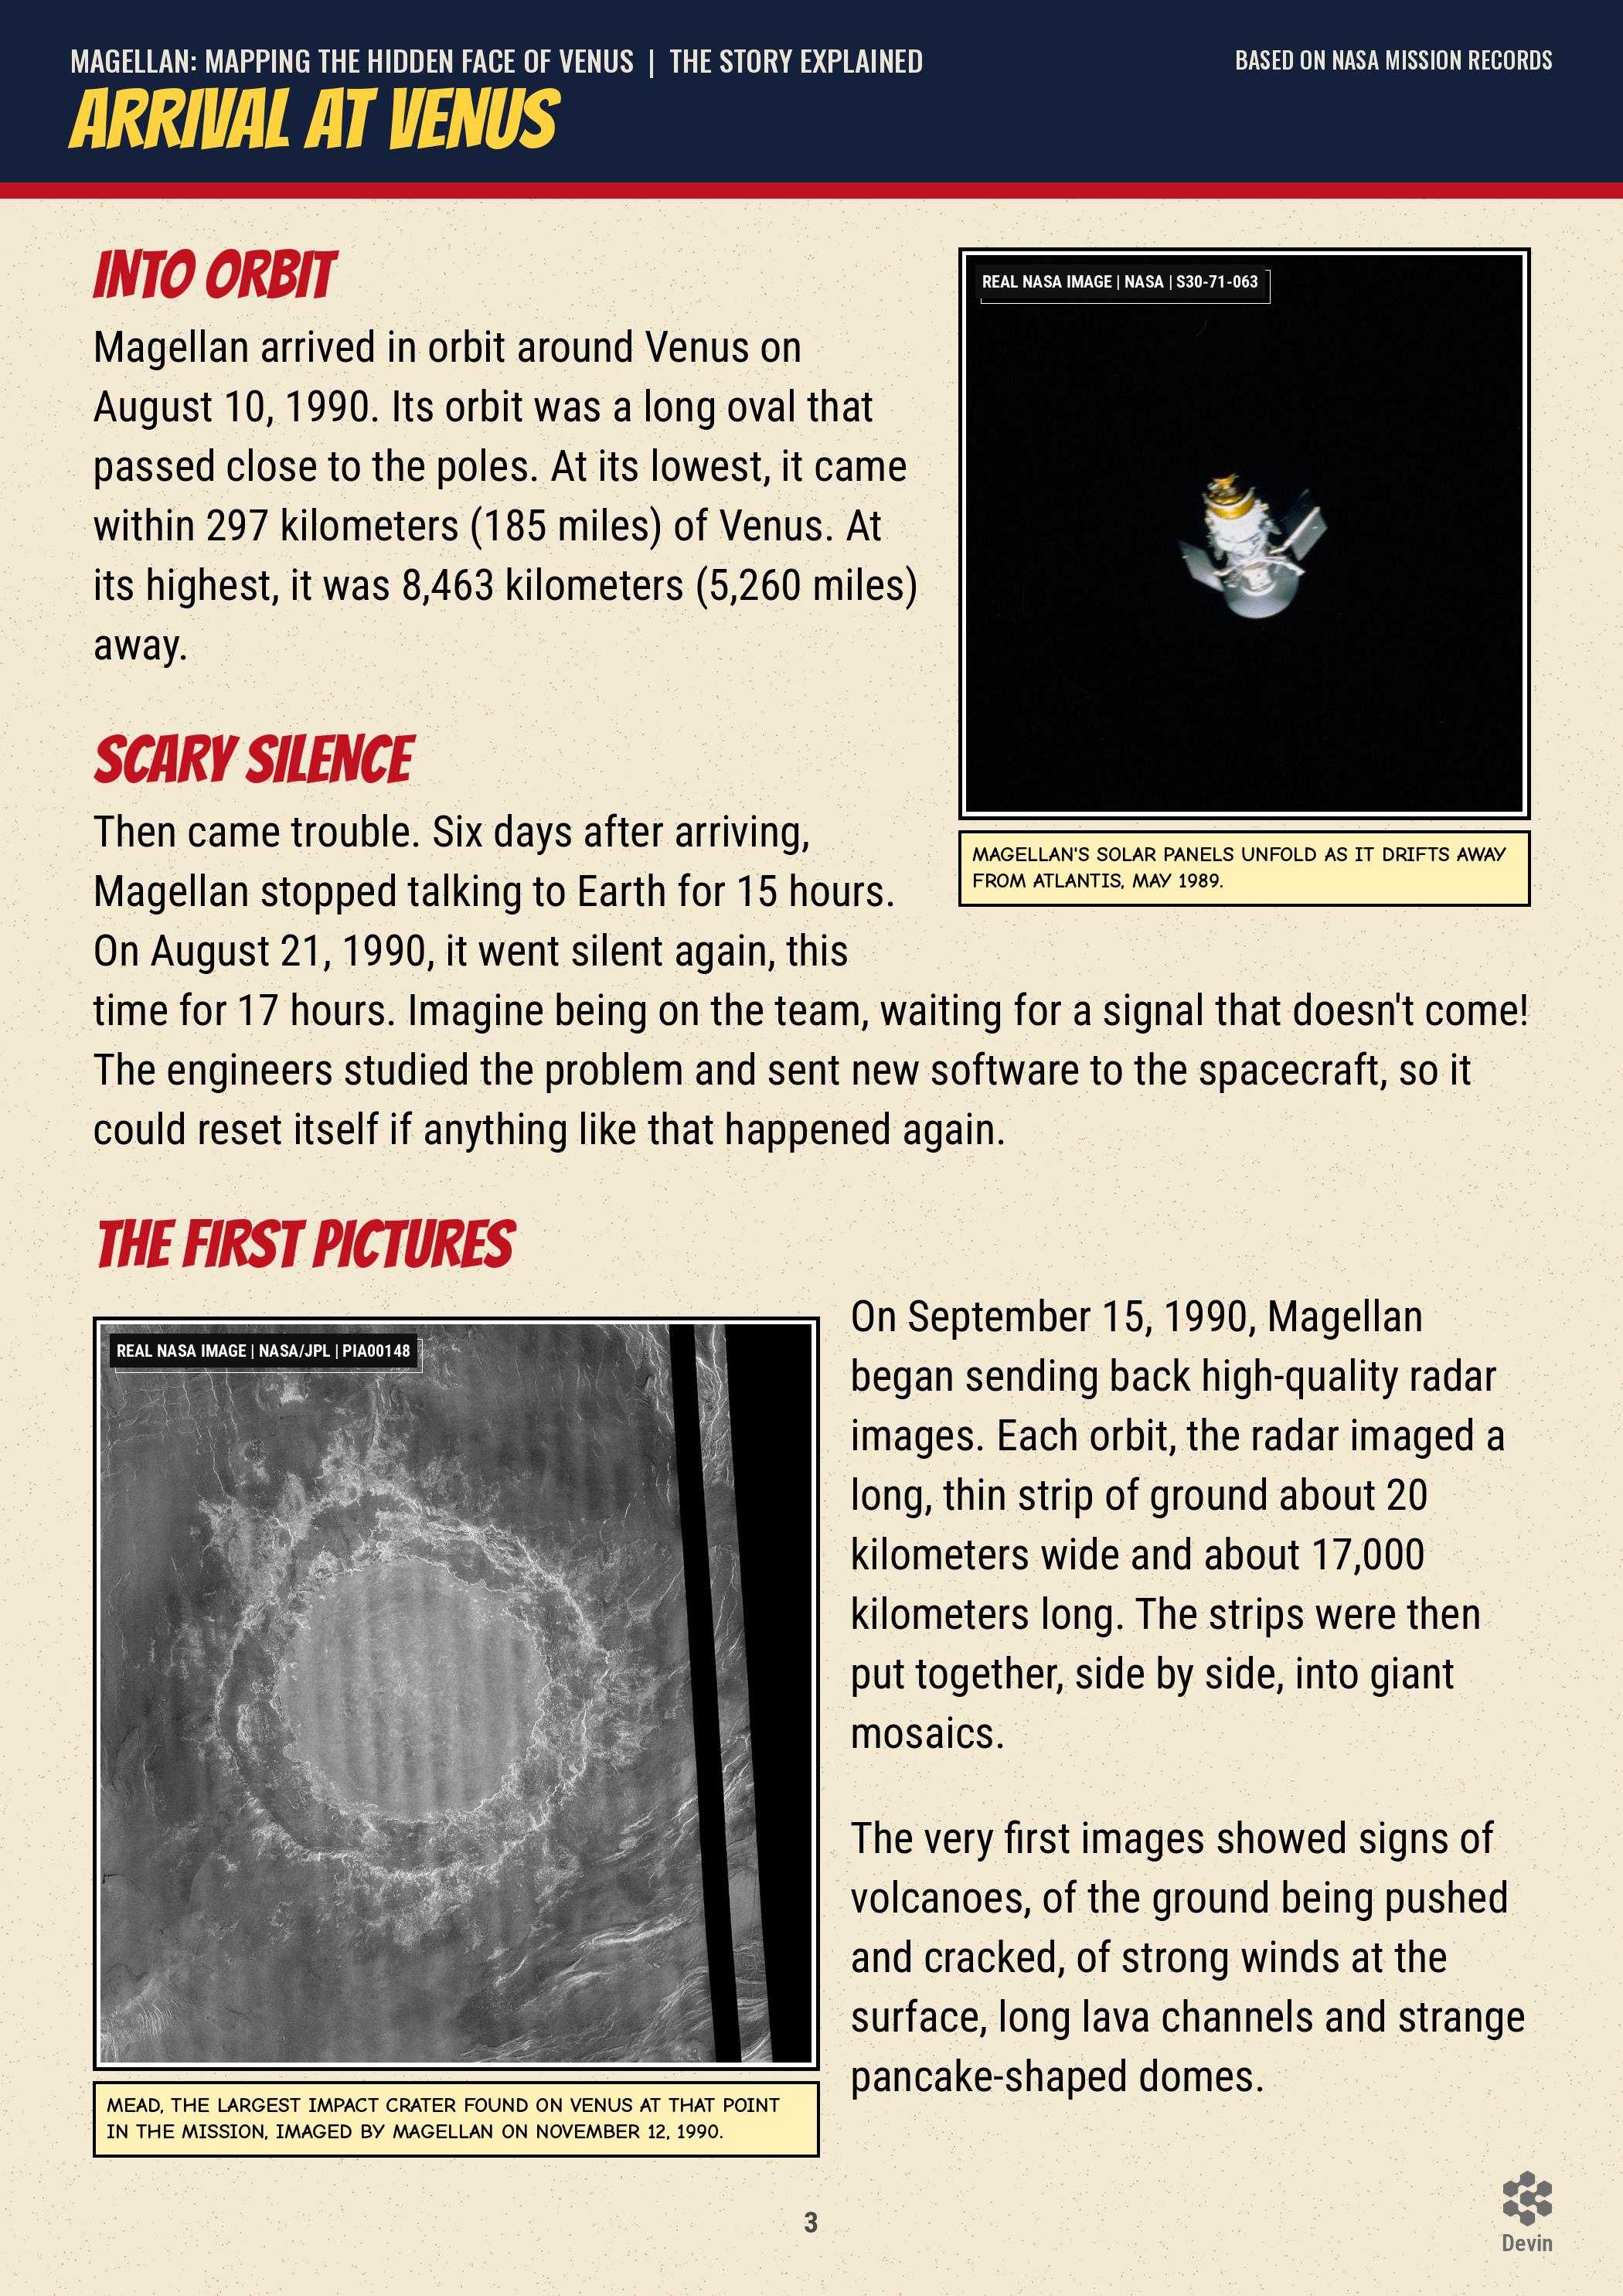 MAGELLAN: MAPPING THE HIDDEN FACE OF VENUS | THE STORY EXPLAINED
BASED ON NASA MISSION RECORDS
ARRIVAL AT VENUS
INTO ORBIT
Magellan arrived in orbit around Venus on
August 10, 1990. Its orbit was a long oval that
passed close to the poles. At its lowest, it came
within 297 kilometers (185 miles) of Venus. At
its highest, it was 8,463 kilometers (5,260 miles)
away.
REAL NASA IMAGE | NASA | S30-71-063
MAGELLAN'S SOLAR PANELS UNFOLD AS IT DRIFTS AWAY
FROM ATLANTIS, MAY 1989.
SCARY SILENCE
Then came trouble. Six days after arriving,
Magellan stopped talking to Earth for 15 hours.
On August 21, 1990, it went silent again, this
time for 17 hours. Imagine being on the team, waiting for a signal that doesn't come!
The engineers studied the problem and sent new software to the spacecraft, so it
could reset itself if anything like that happened again.
THE FIRST PICTURES
REAL NASA IMAGE | NASA/JPL | PIA00148
MEAD, THE LARGEST IMPACT CRATER FOUND ON VENUS AT THAT POINT
IN THE MISSION, IMAGED BY MAGELLAN ON NOVEMBER 12, 1990.
On September 15, 1990, Magellan
began sending back high-quality radar
images. Each orbit, the radar imaged a
long, thin strip of ground about 20
kilometers wide and about 17,000
kilometers long. The strips were then
put together, side by side, into giant
mosaics.
The very first images showed signs of
volcanoes, of the ground being pushed
and cracked, of strong winds at the
surface, long lava channels and strange
pancake-shaped domes.
3
Devin